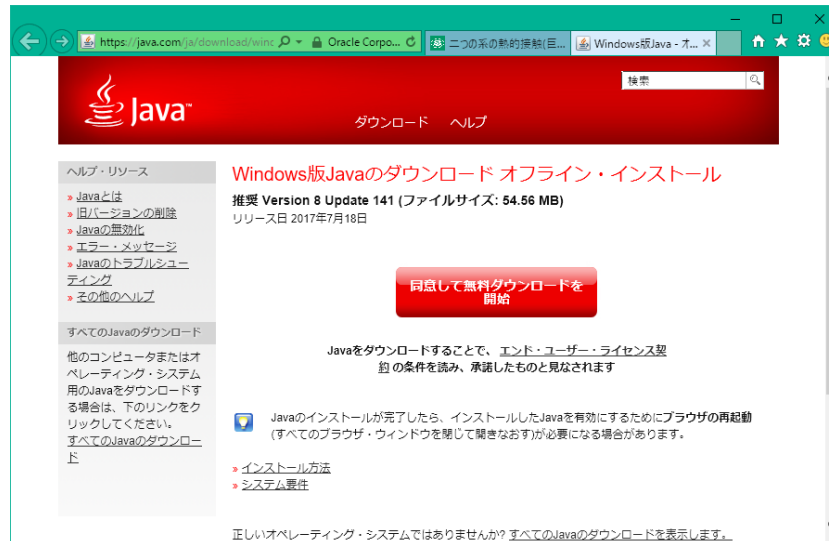 https://java.com/ja/download/winc
Oracle Corpo...
二つの系の熱的接触(巨...
Windows版Java - オ...
Java
検索
ダウンロード ヘルプ
ヘルプ・リソース
» Javaとは
» 旧バージョンの削除
» Javaの無効化
» エラー・メッセージ
» Javaのトラブルシュー
ティング
» その他のヘルプ
すべてのJavaのダウンロード
他のコンピュータまたはオ
ペレーティング・システム
用のJavaをダウンロードす
る場合は、下のリンクをク
リックしてください。
すべてのJavaのダウンロー
ド
Windows版Javaのダウンロード オフライン・インストール
推奨 Version 8 Update 141 (ファイルサイズ: 54.56 MB)
リリース日 2017年7月18日
同意して無料ダウンロードを
開始
Javaをダウンロードすることで、 エンド・ユーザー・ライセンス契
約 の条件を読み、承諾したものと見なされます
Javaのインストールが完了したら、インストールしたJavaを有効にするためにブラウザの再起動
(すべてのブラウザ・ウィンドウを閉じて開きなおす)が必要になる場合があります。
» インストール方法
» システム要件
正しいオペレーティング・システムではありませんか? すべてのJavaのダウンロードを表示します。